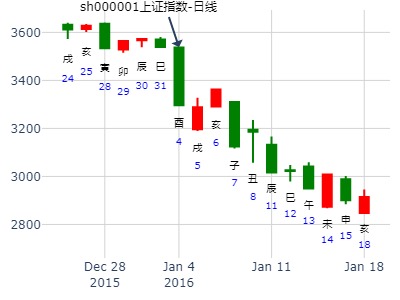 sh000001上证指数-日线
3600
3400
3200
3000
2800
戌 亥 寅 卯 辰 巳 酉 戌 亥 子 丑 辰 巳 午 未 申 亥
24 25 28 29 30 31 4 5 6 7 8 11 12 13 14 15 18
Dec 28 Jan 4 Jan 11 Jan 18
2015 2016